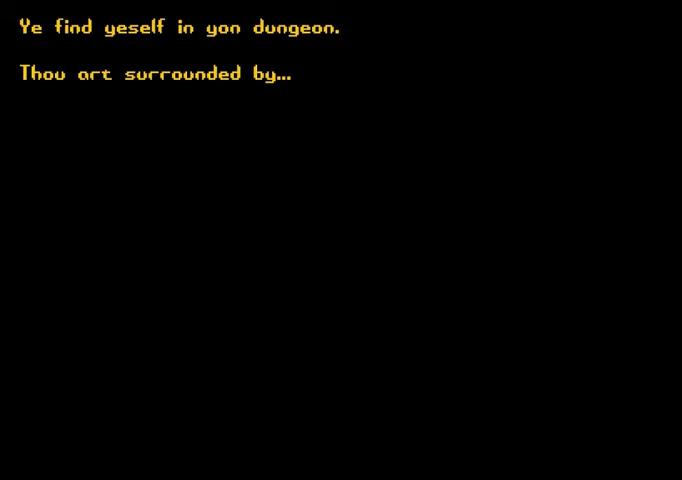 Ye find yeself in yon dungeon.
Thou art surrounded by...